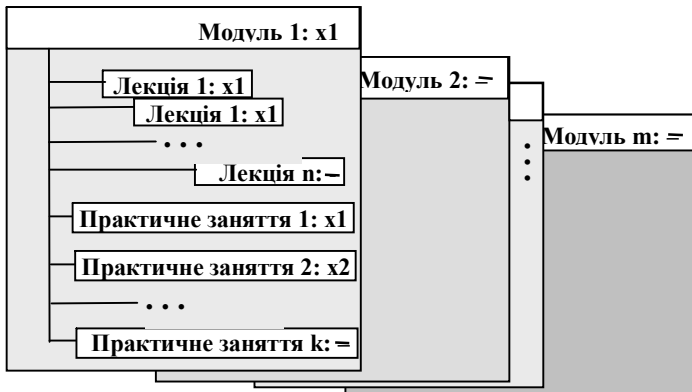 Модуль 1: x1
Лекція 1: x1
Лекція 1: x1
...
Лекція n: –
Практичне заняття 1: x1
Практичне заняття 2: x2
...
Практичне заняття k: –
Модуль 2: –
...
Модуль m: –